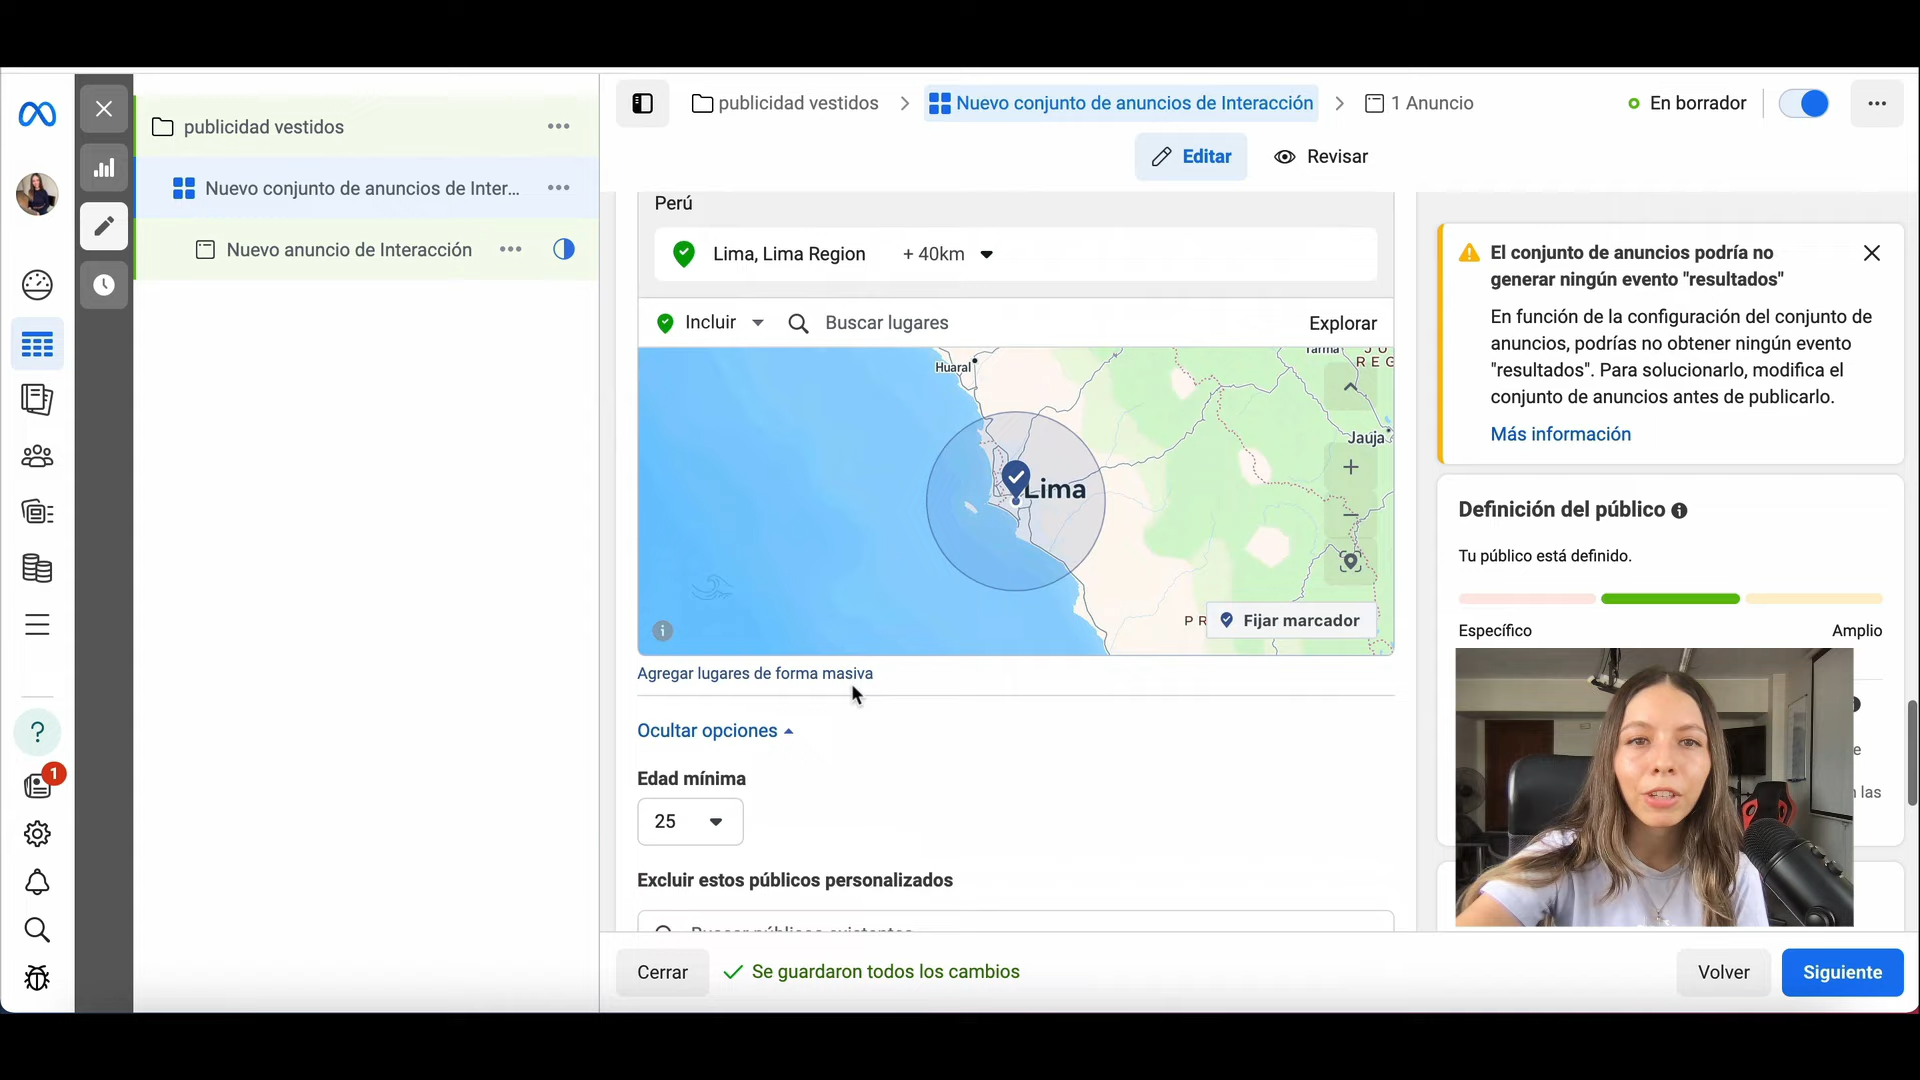 publicidad vestidos
Nuevo conjunto de anuncios de Inter...
Nuevo anuncio de Interacción
1
publicidad vestidos
Nuevo conjunto de anuncios de Interacción
1 Anuncio
En borrador
Editar
Revisar
Perú
Lima, Lima Region
+ 40km
Incluir
Buscar lugares
Explorar
Huaral
Tarma
J U
R E G
Jauja
Lima
P R
Fijar marcador
Agregar lugares de forma masiva
Ocultar opciones
Edad mínima
25
Excluir estos públicos personalizados
Buscar públicos existentes
Cerrar
Se guardaron todos los cambios
Volver
Siguiente
El conjunto de anuncios podría no
generar ningún evento "resultados"
En función de la configuración del conjunto de
anuncios, podrías no obtener ningún evento
"resultados". Para solucionarlo, modifica el
conjunto de anuncios antes de publicarlo.
Más información
Definición del público
Tu público está definido.
Específico
Amplio
e
las